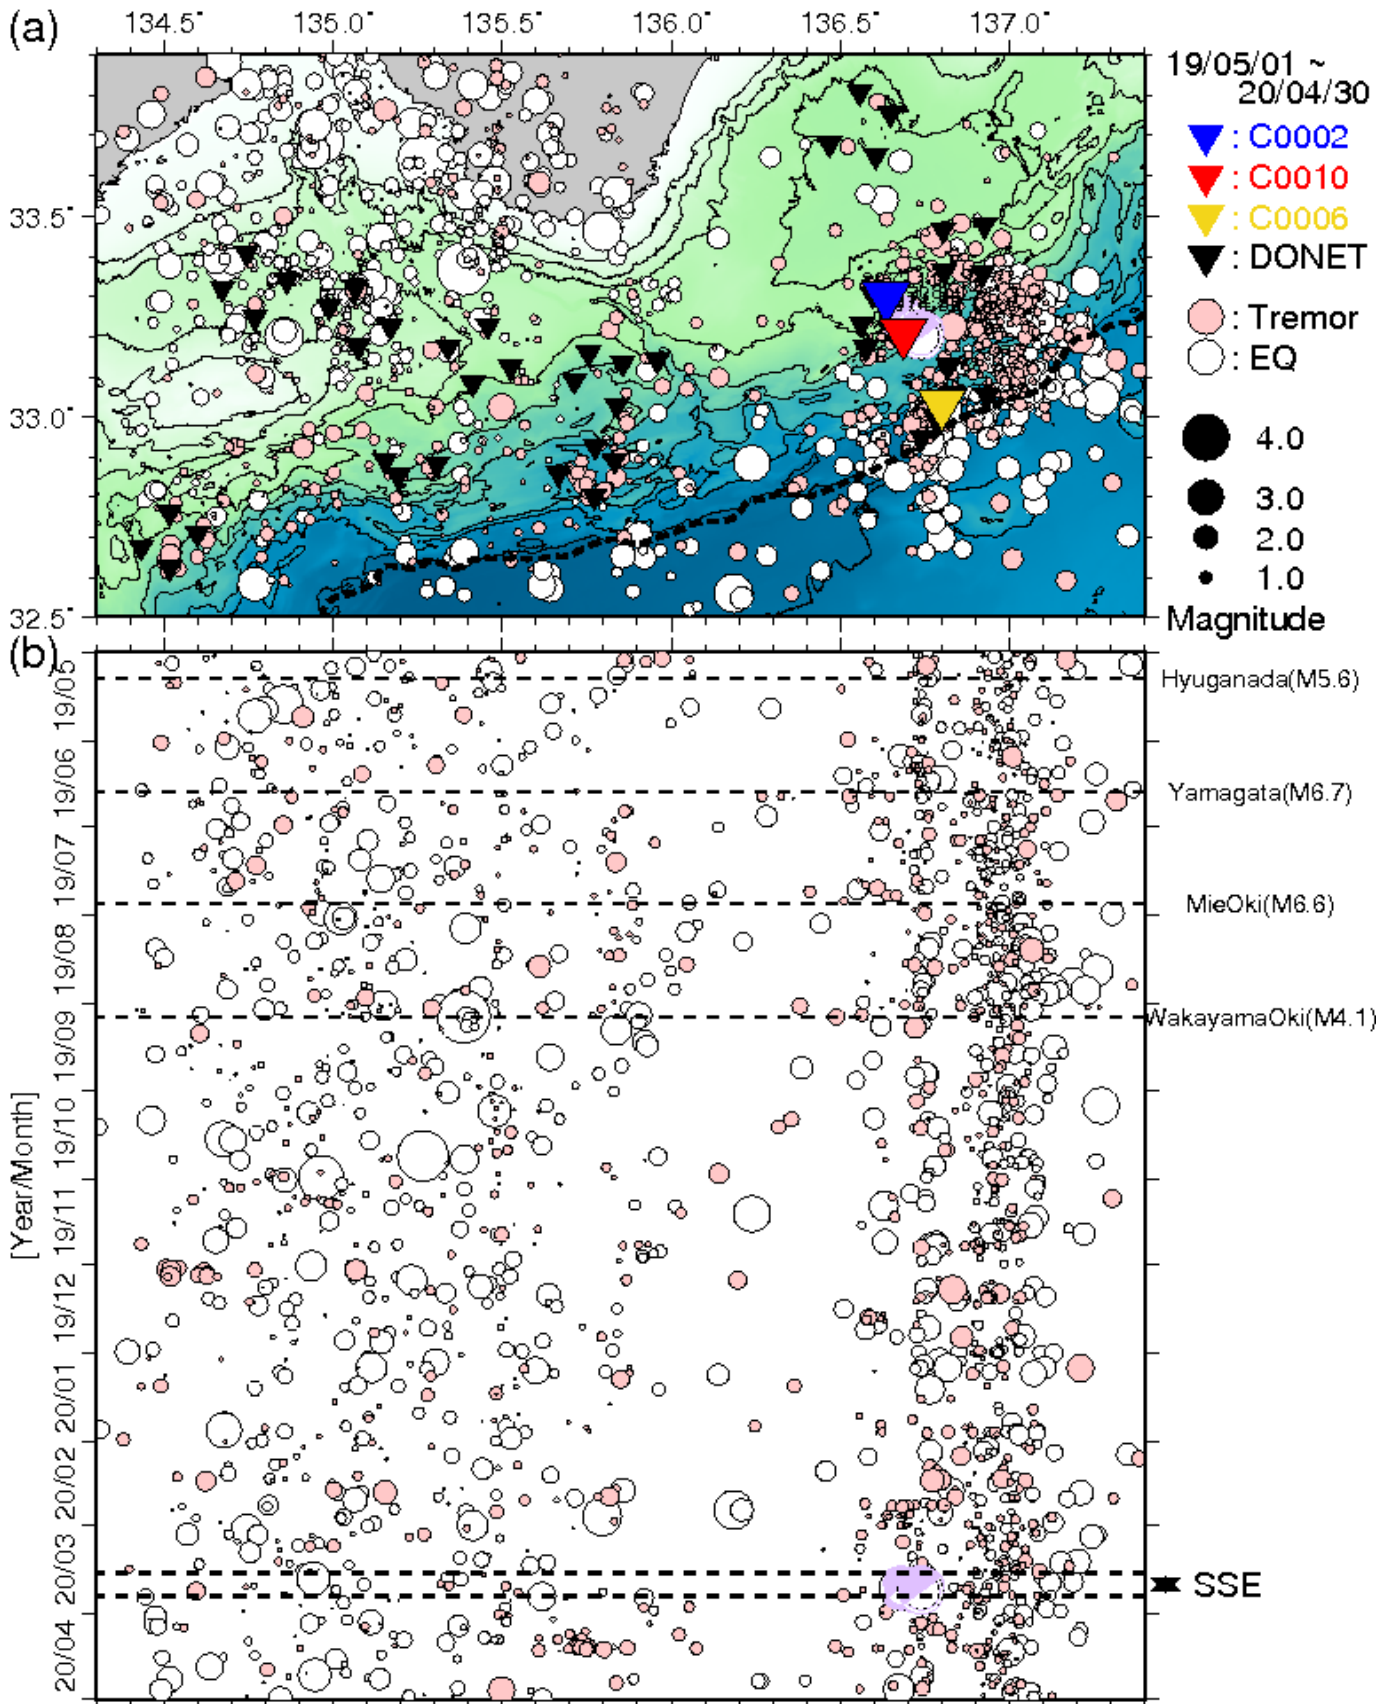 (a)
134.5° 135.0° 135.5° 136.0° 136.5° 137.0°
33.5°
33.0°
32.5°
19/05/01 ~
20/04/30
: C0002
: C0010
: C0006
: DONET
: Tremor
: EQ
4.0
3.0
2.0
1.0
Magnitude
(b)
[Year/Month]
19/05
19/06
19/07
19/08
19/09
19/10
19/11
19/12
20/01
20/02
20/03
20/04
Hyuganada(M5.6)
Yamagata(M6.7)
MieOki(M6.6)
WakayamaOki(M4.1)
SSE